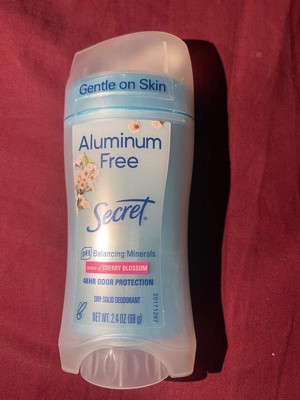 Gentle on Skin
Aluminum
Free
Secret®
pH Balancing Minerals
CHERRY BLOSSOM
48HR ODOR PROTECTION
DRY SOLID DEODORANT
NET WT. 2.4 OZ (68 g)